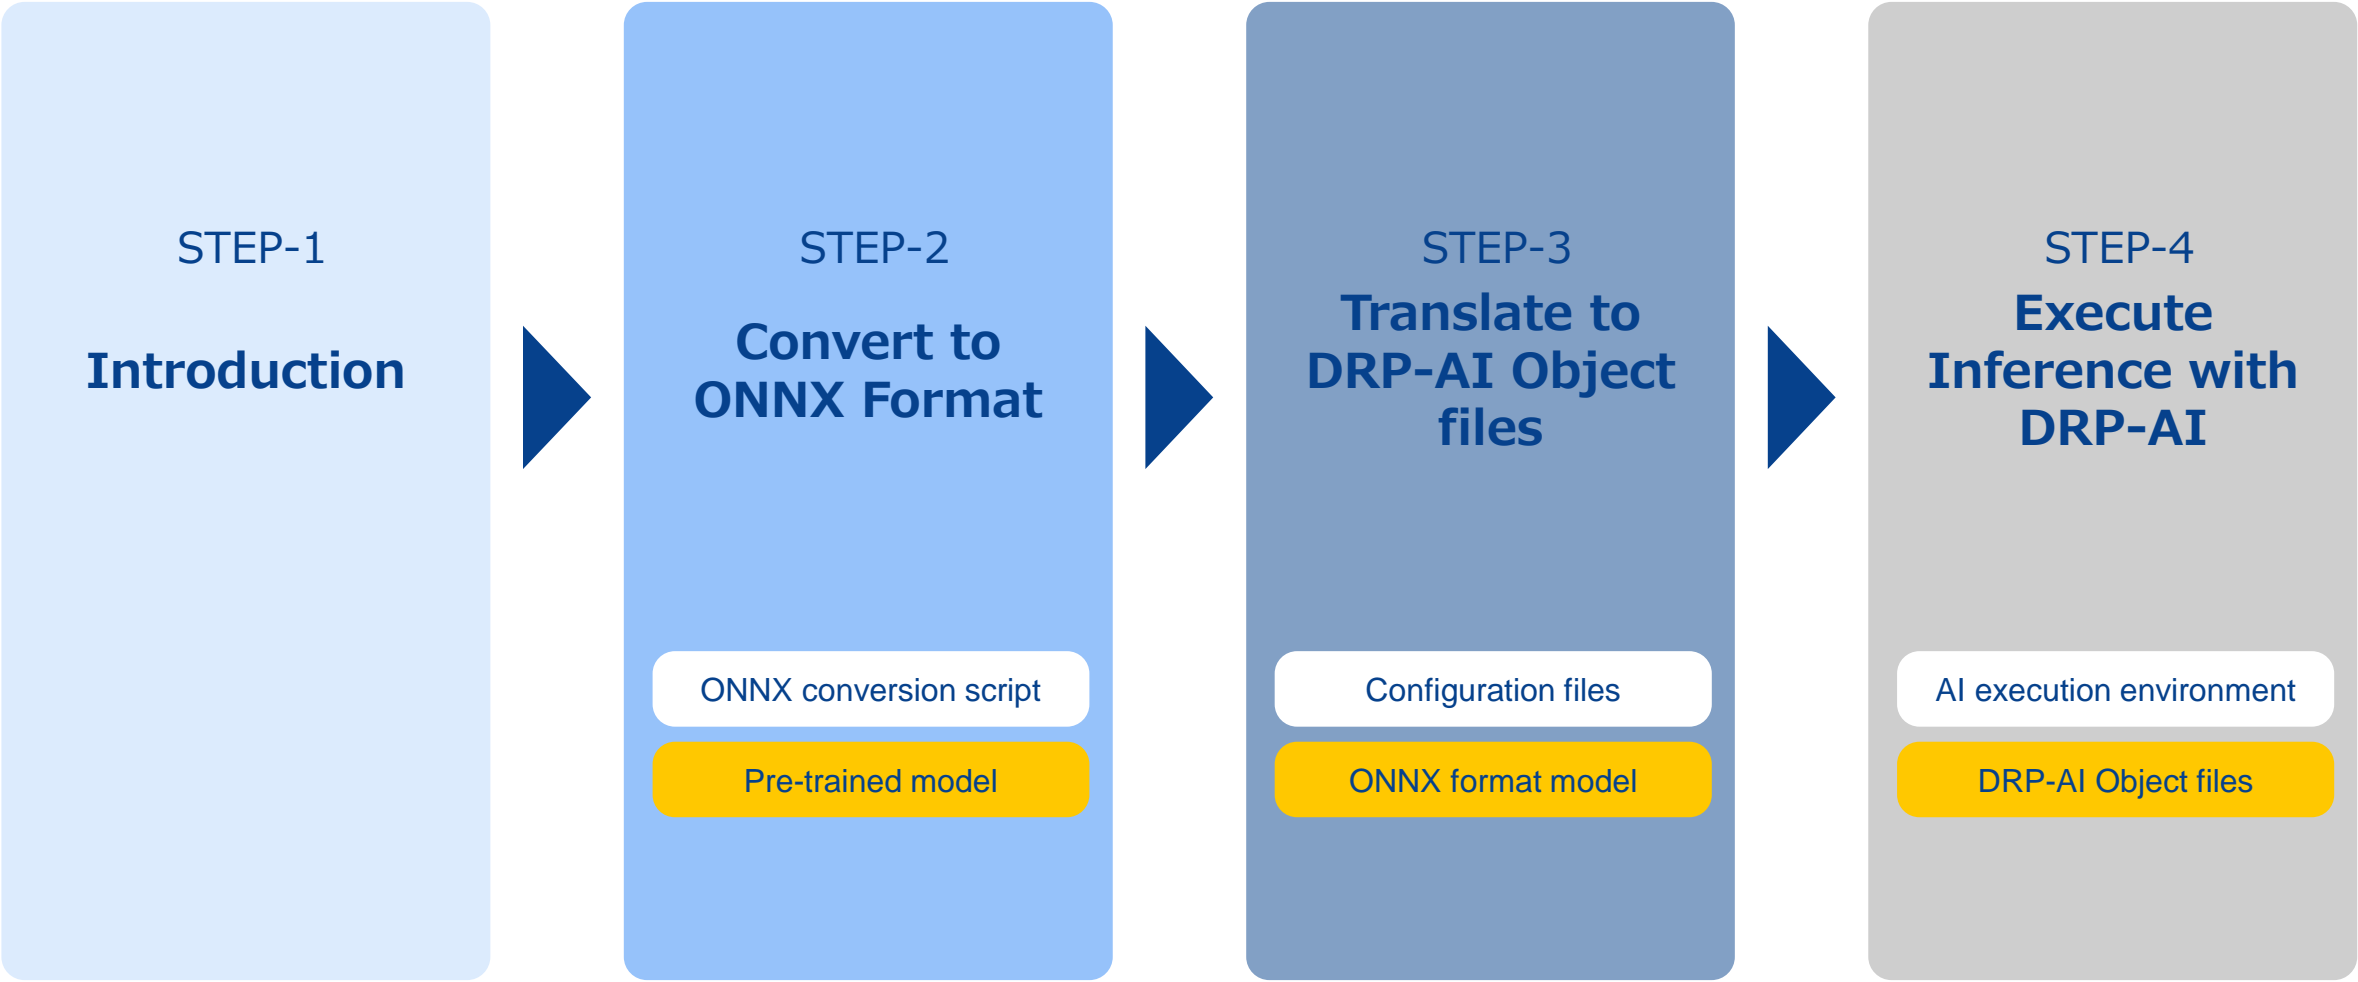 STEP-1
Introduction
STEP-2
Convert to
ONNX Format
ONNX conversion script
Pre-trained model
STEP-3
Translate to
DRP-AI Object
files
Configuration files
ONNX format model
STEP-4
Execute
Inference with
DRP-AI
AI execution environment
DRP-AI Object files